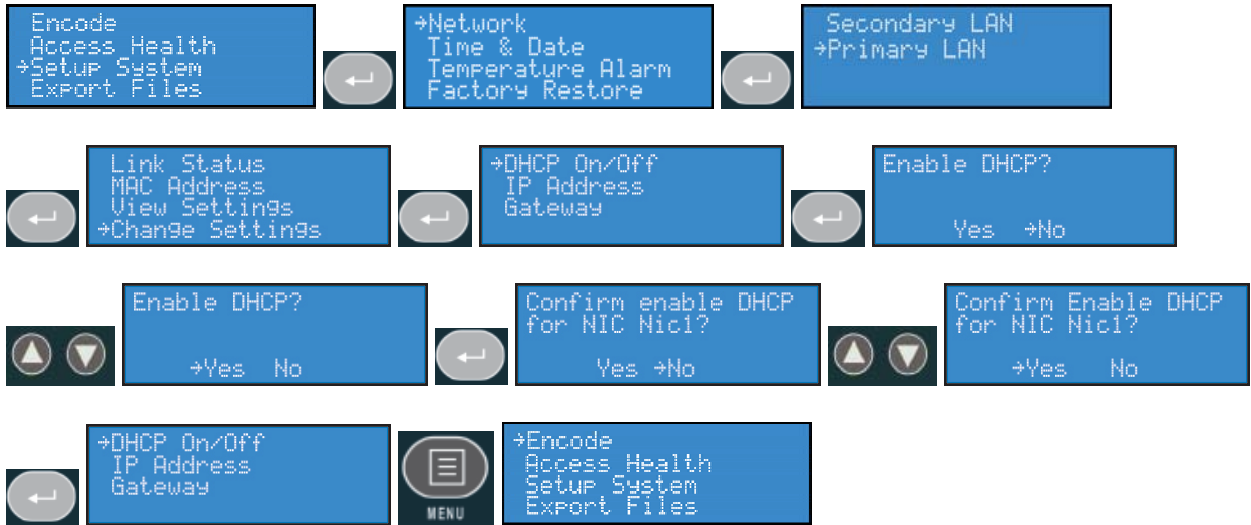 Encode
Access Health
→Setup System
Export Files
→Network
Time & Date
Temperature Alarm
Factory Restore
Secondary LAN
→Primary LAN
Link Status
MAC Address
View Settings
→Change Settings
→DHCP On/Off
IP Address
Gateway
Enable DHCP?
Yes →No
Enable DHCP?
→Yes No
Confirm enable DHCP
for NIC Nic1?
Yes →No
Confirm Enable DHCP
for NIC Nic1?
→Yes No
→DHCP On/Off
IP Address
Gateway
MENU
→Encode
Access Health
Setup System
Export Files